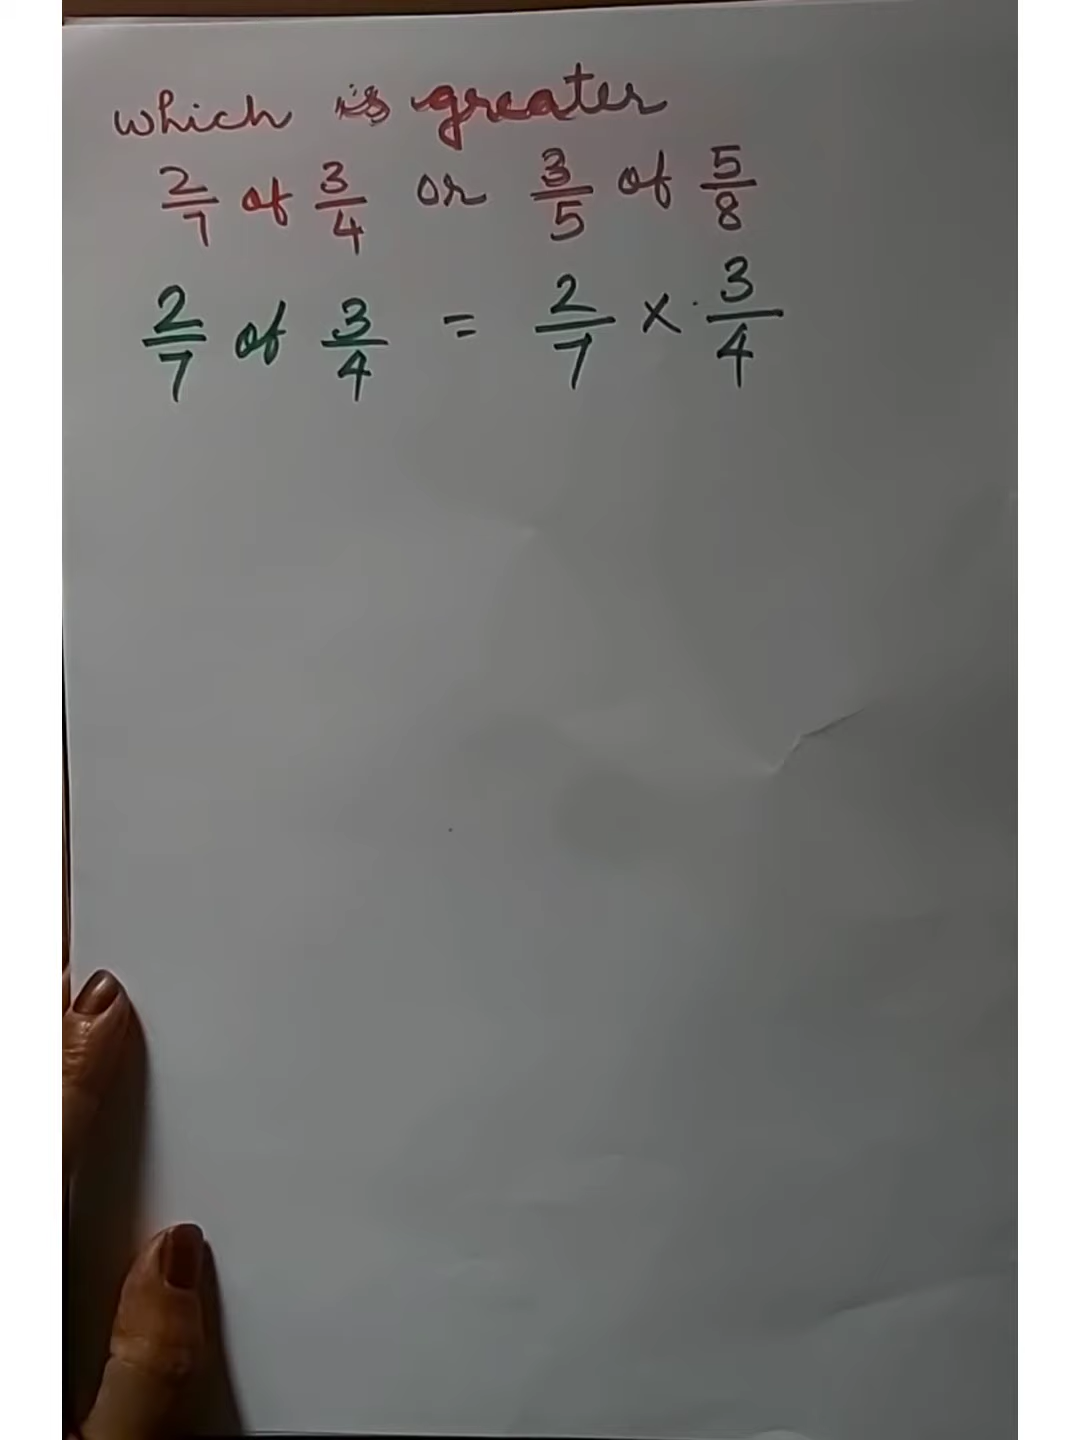 which is greater
2/7 of 3/4 or 3/5 of 5/8
2/7 of 3/4 = 2/7 × 3/4